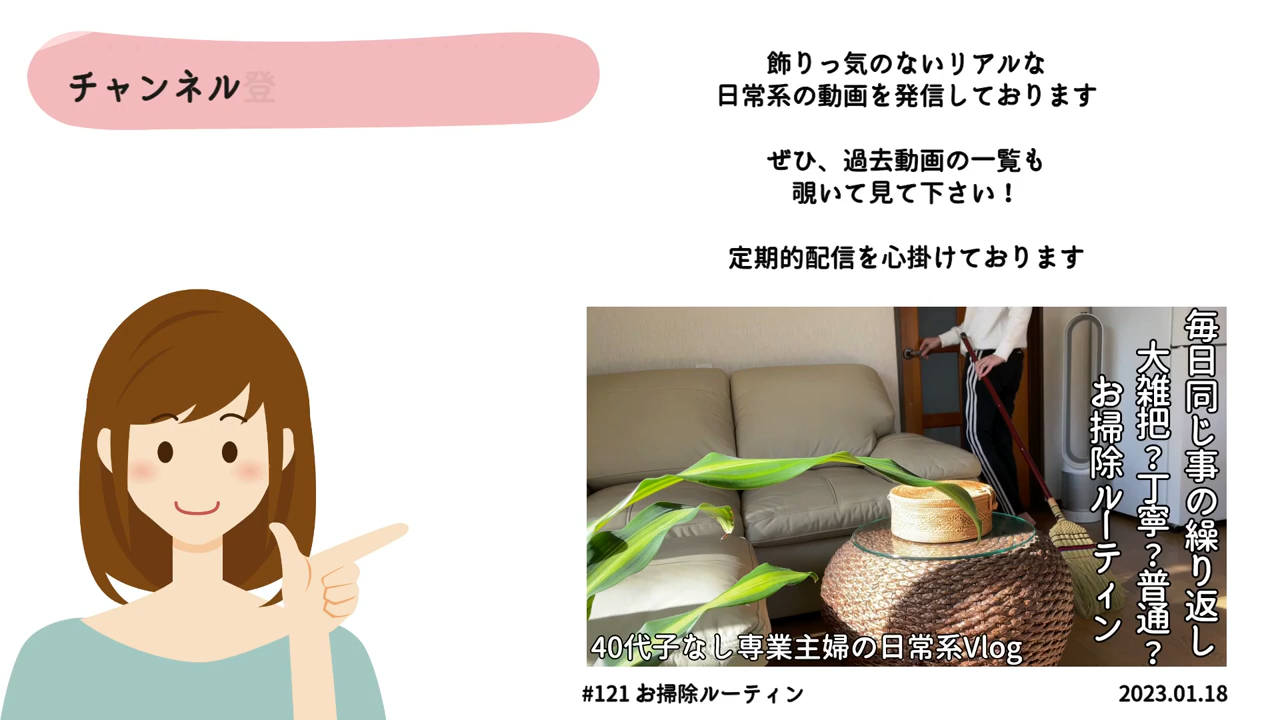 チャンネル登
飾りっ気のないリアルな
日常系の動画を発信しております
ぜひ、過去動画の一覧も
覗いて見て下さい！
定期的配信を心掛けております
毎日同じ事の繰り返し
大雑把？丁寧？普通？
お掃除ルーティン
40代子なし専業主婦の日常系Vlog
#121 お掃除ルーティン
2023.01.18